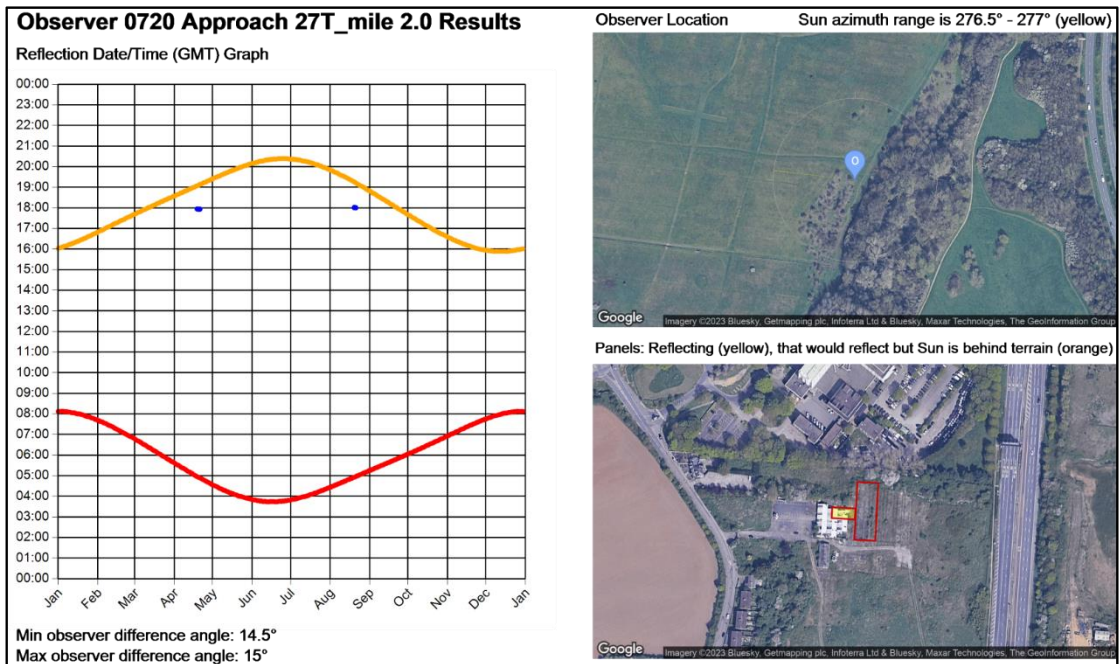 Observer 0720 Approach 27T_mile 2.0 Results
Reflection Date/Time (GMT) Graph
00:00
23:00
22:00
21:00
20:00
19:00
18:00
17:00
16:00
15:00
14:00
13:00
12:00
11:00
10:00
09:00
08:00
07:00
06:00
05:00
04:00
03:00
02:00
01:00
00:00
Jan Feb Mar Apr May Jun Jul Aug Sep Oct Nov Dec Jan
Min observer difference angle: 14.5°
Max observer difference angle: 15°
Observer Location Sun azimuth range is 276.5° - 277° (yellow)
0
Google Imagery ©2023 Bluesky, Getmapping plc, Infoterra Ltd & Bluesky, Maxar Technologies, The GeoInformation Group
Panels: Reflecting (yellow), that would reflect but Sun is behind terrain (orange)
Google Imagery ©2023 Bluesky, Getmapping plc, Infoterra Ltd & Bluesky, Maxar Technologies, The GeoInformation Group